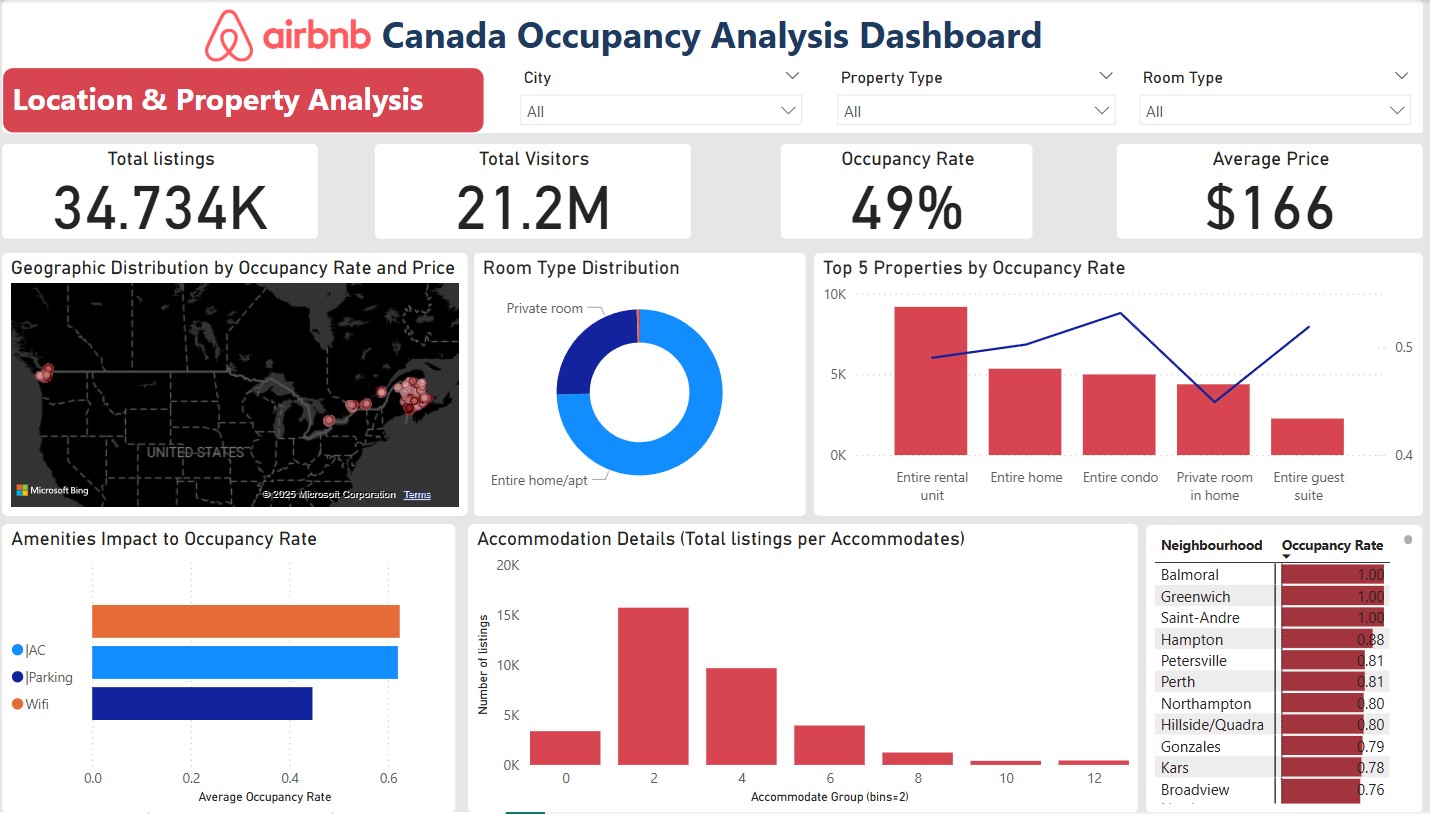 airbnb Canada Occupancy Analysis Dashboard
Location & Property Analysis
City
All
Property Type
All
Room Type
All
Total listings
34.734K
Total Visitors
21.2M
Occupancy Rate
49%
Average Price
$166
Geographic Distribution by Occupancy Rate and Price
UNITED STATES
Microsoft Bing
© 2025 Microsoft Corporation Terms
Room Type Distribution
Private room
Entire home/apt
Top 5 Properties by Occupancy Rate
10K
5K
0K
0.5
0.4
Entire rental
unit
Entire home
Entire condo
Private room
in home
Entire guest
suite
Amenities Impact to Occupancy Rate
|AC
|Parking
Wifi
0.0 0.2 0.4 0.6
Average Occupancy Rate
Accommodation Details (Total listings per Accommodates)
Number of listings
20K
15K
10K
5K
0K
0 2 4 6 8 10 12
Accommodate Group (bins=2)
Neighbourhood Occupancy Rate
Balmoral 1.00
Greenwich 1.00
Saint-Andre 1.00
Hampton 0.88
Petersville 0.81
Perth 0.81
Northampton 0.80
Hillside/Quadra 0.80
Gonzales 0.79
Kars 0.78
Broadview 0.76